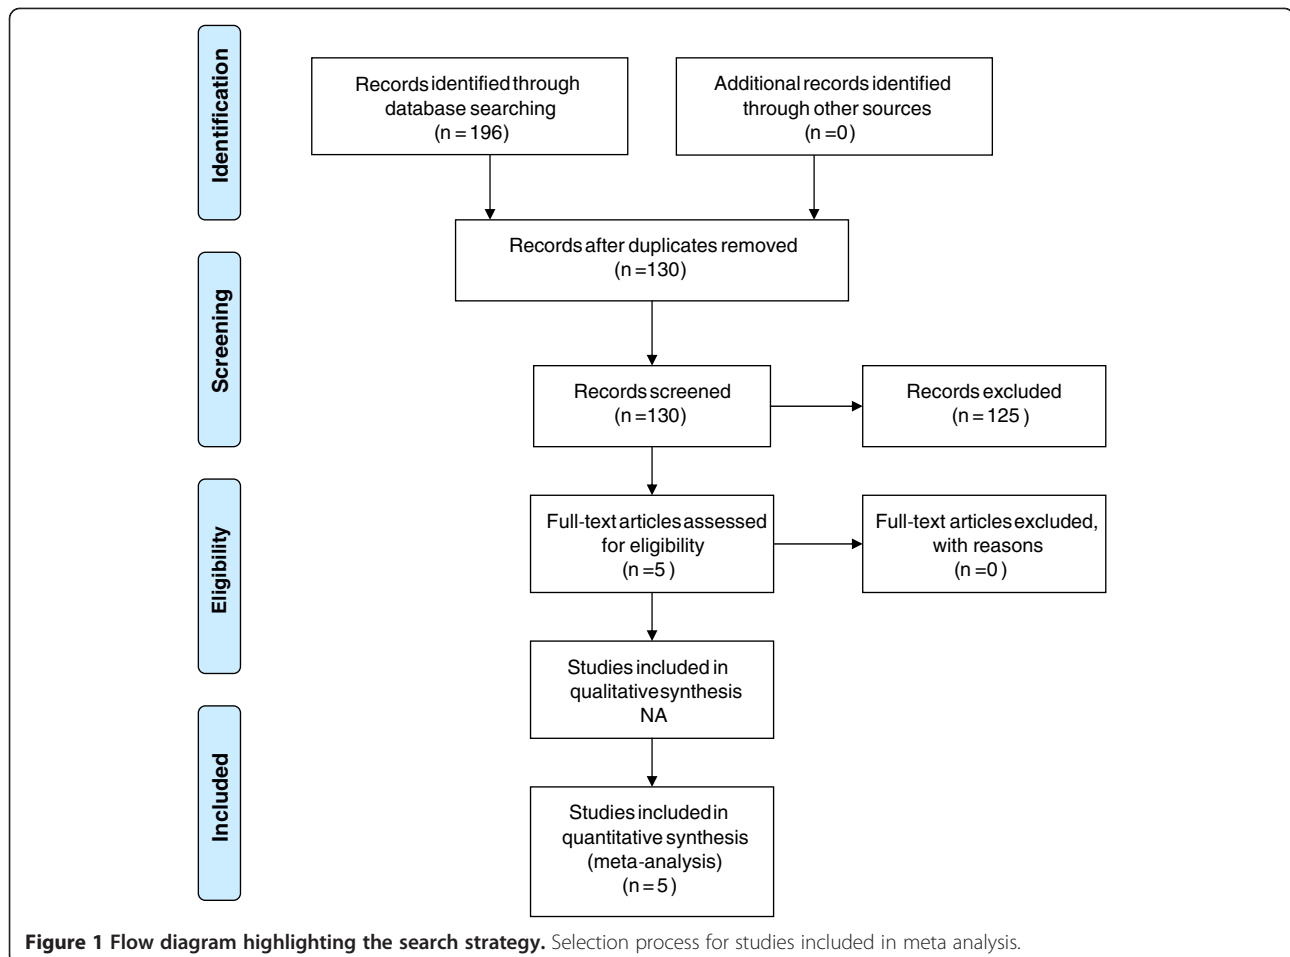 Identification
Records identified through
database searching
(n = 196)
Additional records identified
through other sources
(n =0)
Records after duplicates removed
(n =130)
Screening
Records screened
(n =130)
Records excluded
(n = 125 )
Eligibility
Full-text articles assessed
for eligibility
(n =5 )
Full-text articles excluded,
with reasons
(n =0 )
Studies included in
qualitative synthesis
NA
Included
Studies included in
quantitative synthesis
(meta-analysis)
(n = 5 )
Figure 1 Flow diagram highlighting the search strategy. Selection process for studies included in meta analysis.